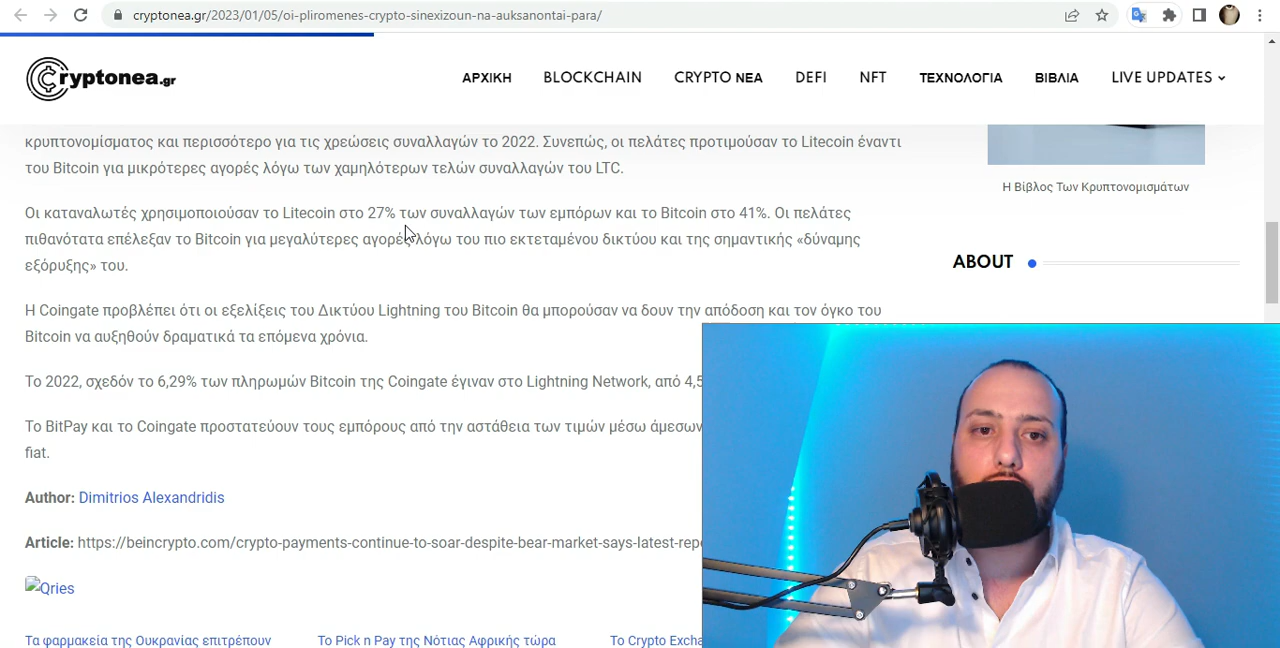 cryptonea.gr/2023/01/05/oi-pliromenes-crypto-sinexizoun-na-auksanontai-para/
ryptonea.gr
ΑΡΧΙΚΗ BLOCKCHAIN CRYPTO ΝΕΑ DEFI NFT ΤΕΧΝΟΛΟΓΙΑ ΒΙΒΛΙΑ LIVE UPDATES
κρυπτονομίσματος και περισσότερο για τις χρεώσεις συναλλαγών το 2022. Συνεπώς, οι πελάτες προτιμούσαν το Litecoin έναντι
του Bitcoin για μικρότερες αγορές λόγω των χαμηλότερων τελών συναλλαγών του LTC.
Οι καταναλωτές χρησιμοποιούσαν το Litecoin στο 27% των συναλλαγών των εμπόρων και το Bitcoin στο 41%. Οι πελάτες
πιθανότατα επέλεξαν το Bitcoin για μεγαλύτερες αγορές λόγω του πιο εκτεταμένου δικτύου και της σημαντικής «δύναμης
εξόρυξης» του.
Η Coingate προβλέπει ότι οι εξελίξεις του Δικτύου Lightning του Bitcoin θα μπορούσαν να δουν την απόδοση και τον όγκο του
Bitcoin να αυξηθούν δραματικά τα επόμενα χρόνια.
Το 2022, σχεδόν το 6,29% των πληρωμών Bitcoin της Coingate έγιναν στο Lightning Network, από 4,5
Το BitPay και το Coingate προστατεύουν τους εμπόρους από την αστάθεια των τιμών μέσω άμεσων
fiat.
Author: Dimitrios Alexandridis
Article: https://beincrypto.com/crypto-payments-continue-to-soar-despite-bear-market-says-latest-repo
Qries
Τα φαρμακεία της Ουκρανίας επιτρέπουν
Το Pick n Pay της Νότιας Αφρικής τώρα
Το Crypto Excha
Η Βίβλος Των Κρυπτονομισμάτων
ABOUT